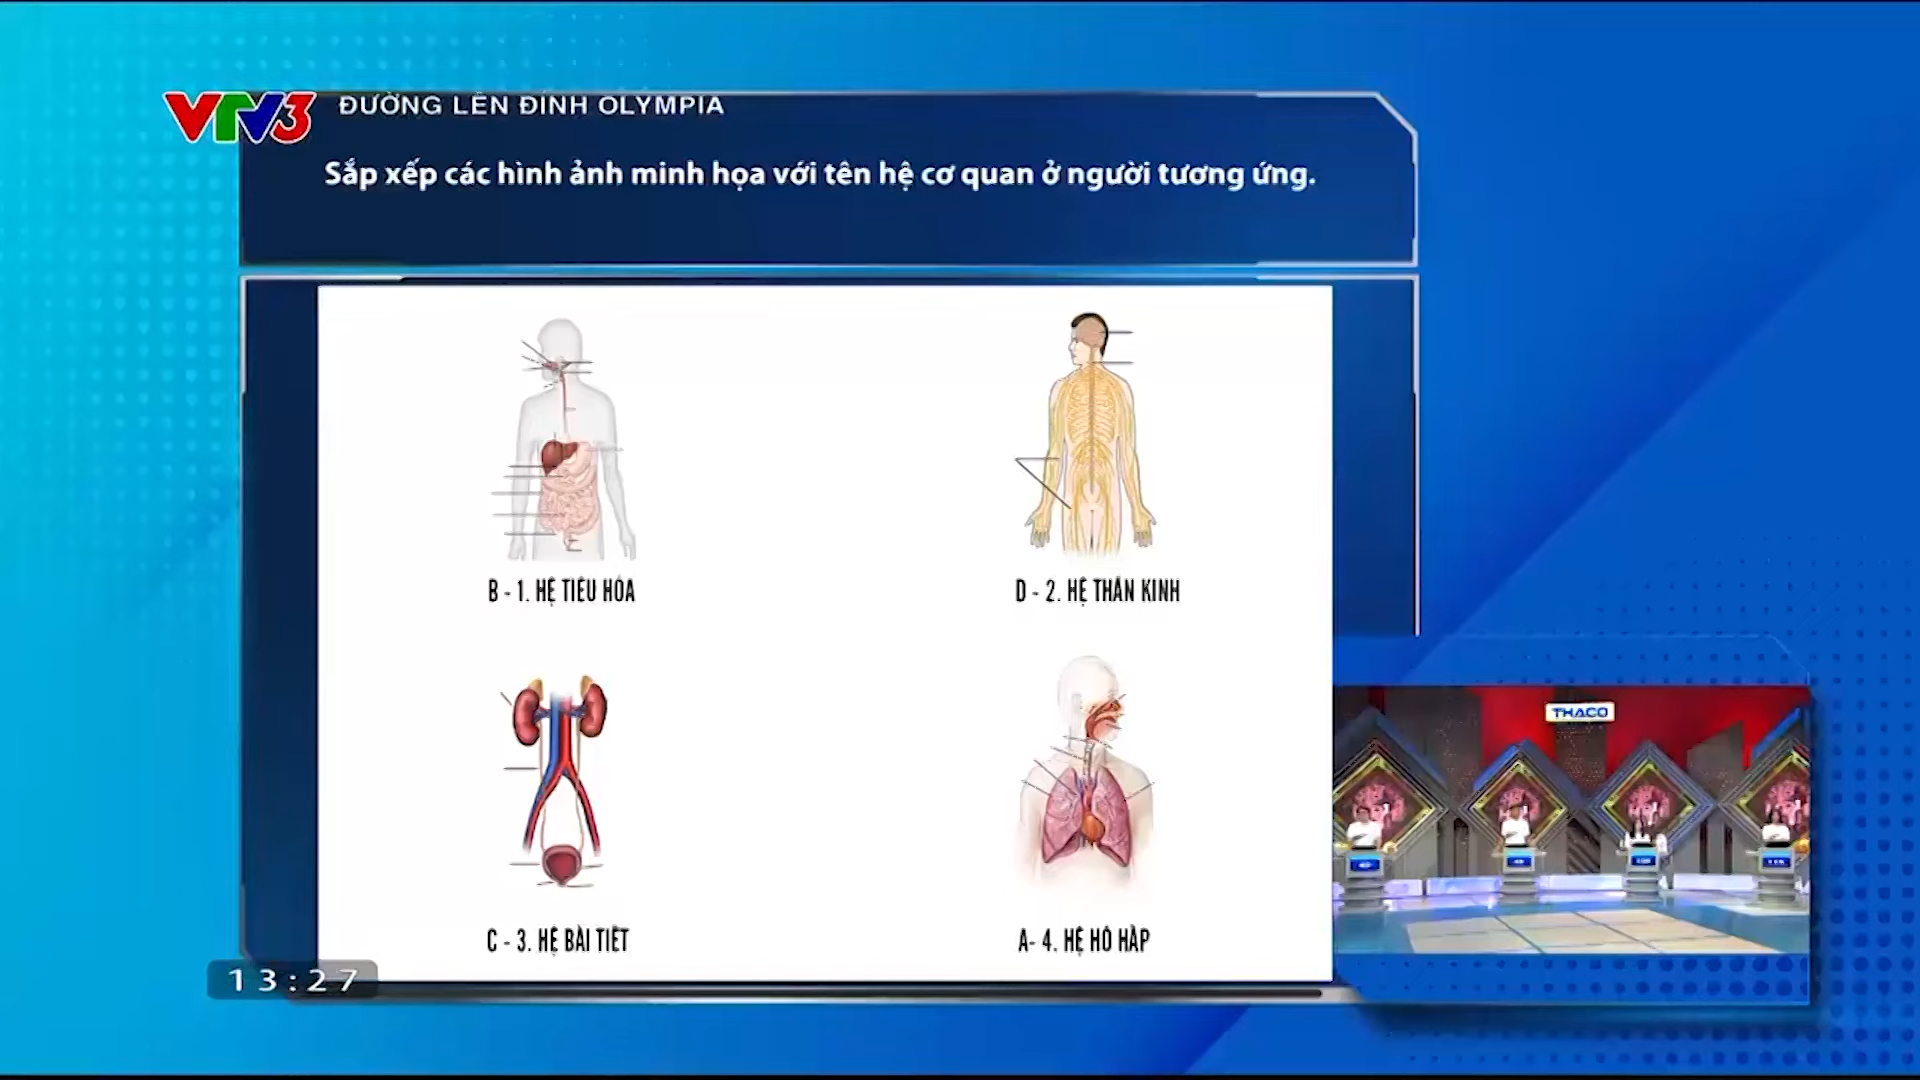 VTV3
ĐƯỜNG LÊN ĐỈNH OLYMPIA
Sắp xếp các hình ảnh minh họa với tên hệ cơ quan ở người tương ứng.
B - 1. HỆ TIÊU HÓA
D - 2. HỆ THẦN KINH
C - 3. HỆ BÀI TIẾT
A- 4. HỆ HÔ HẤP
THACO
13:27